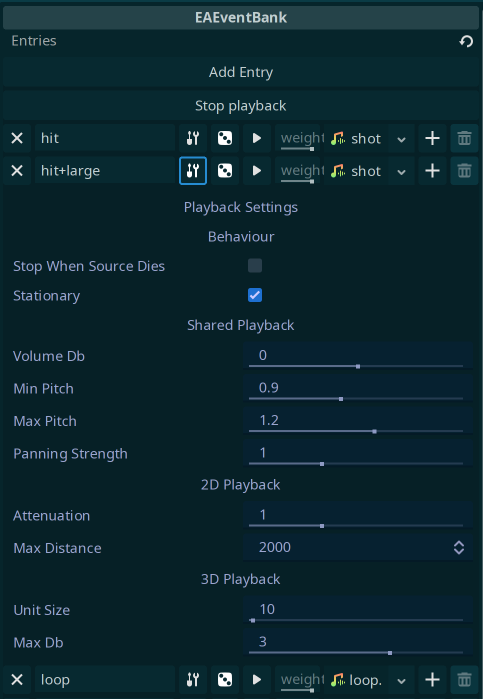 EAEventBank
Entries
Add Entry
Stop playback
hit weight shot
hit+large weight shot
Playback Settings
Behaviour
Stop When Source Dies
Stationary
Shared Playback
Volume Db 0
Min Pitch 0.9
Max Pitch 1.2
Panning Strength 1
2D Playback
Attenuation 1
Max Distance 2000
3D Playback
Unit Size 10
Max Db 3
loop weight loop.